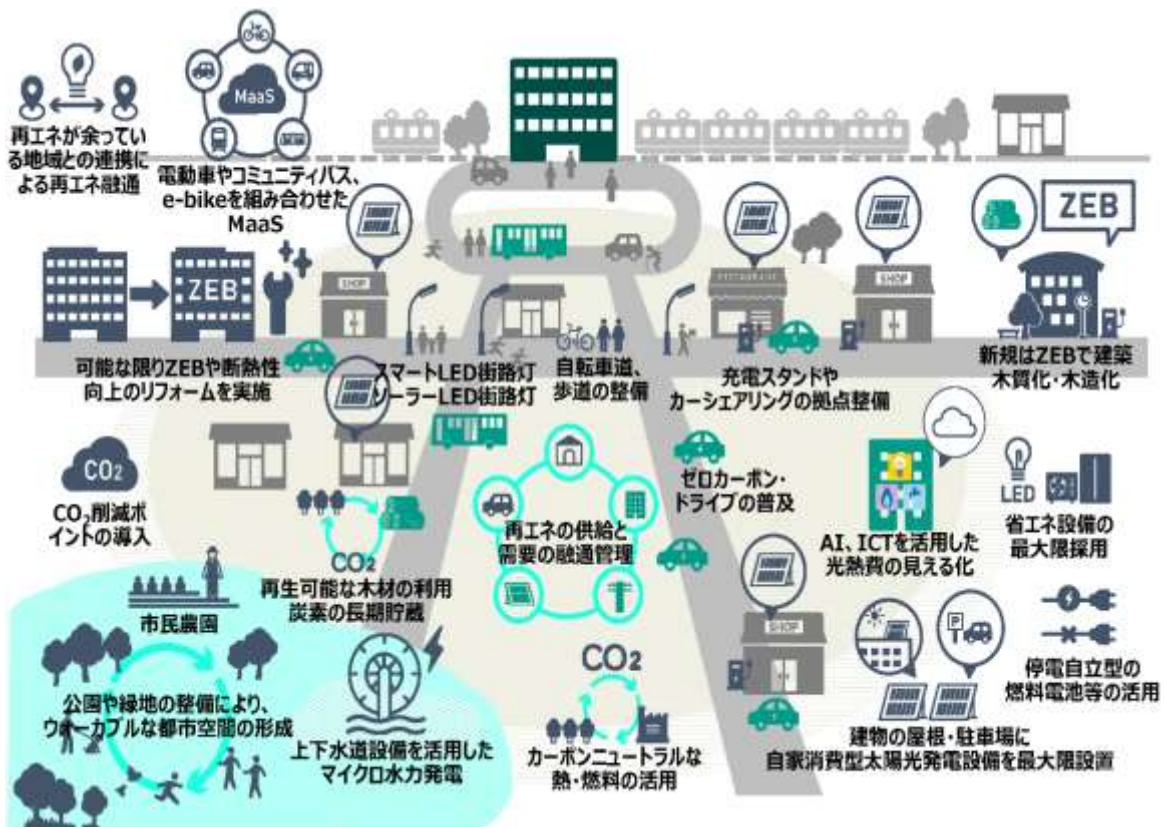 MaaS
再エネが余ってい
る地域との連携に
よる再エネ融通
電動車やコミュニティバス、
e-bikeを組み合わせた
MaaS
ZEB
SHOP
RESTAURANT
SHOP
ZEB
可能な限りZEBや断熱性
向上のリフォームを実施
スマートLED街路灯
ソーラーLED街路灯
自転車道、
歩道の整備
充電スタンドや
カーシェアリングの拠点整備
新規はZEBで建築
木質化・木造化
CO2
CO2削減ポ
イントの導入
CO2
再生可能な木材の利用
炭素の長期貯蔵
再エネの供給と
需要の融通管理
ゼロカーボン・
ドライブの普及
AI、ICTを活用した
光熱費の見える化
LED
省エネ設備の
最大限採用
市民農園
公園や緑地の整備により、
ウォーカブルな都市空間の形成
上下水道設備を活用した
マイクロ水力発電
CO2
カーボンニュートラルな
熱・燃料の活用
SHOP
P
建物の屋根・駐車場に
自家消費型太陽光発電設備を最大限設置
停電自立型の
燃料電池等の活用